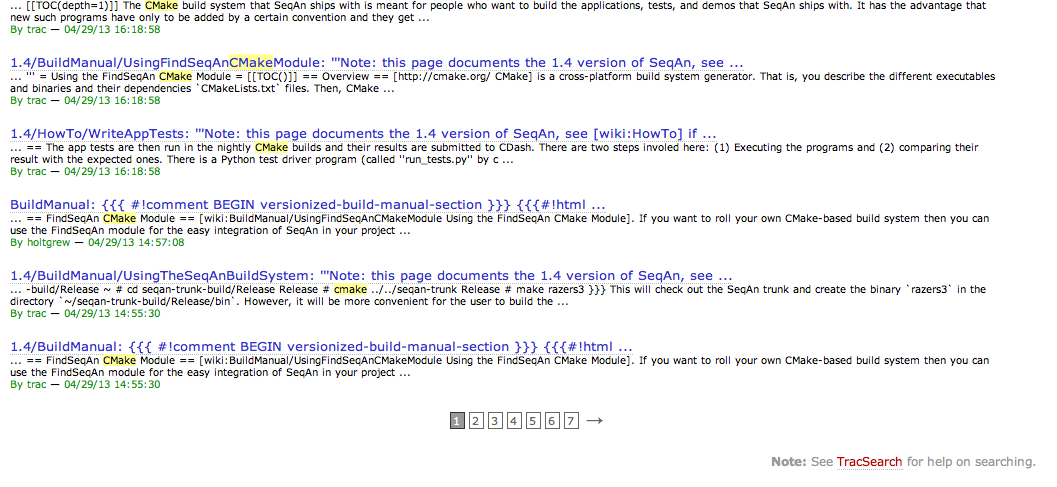 ... [[TOC(depth=1)]] The CMake build system that SeqAn ships with is meant for people who want to build the applications, tests, and demos that SeqAn ships with. It has the advantage that
new such programs have only to be added by a certain convention and they get ...
By trac — 04/29/13 16:18:58
1.4/BuildManual/UsingFindSeqAnCMakeModule: '''Note: this page documents the 1.4 version of SeqAn, see ...
... ''' = Using the FindSeqAn CMake Module = [[TOC()]] == Overview == [http://cmake.org/ CMake] is a cross-platform build system generator. That is, you describe the different executables
and binaries and their dependencies `CMakeLists.txt` files. Then, CMake ...
By trac — 04/29/13 16:18:58
1.4/HowTo/WriteAppTests: '''Note: this page documents the 1.4 version of SeqAn, see [wiki:HowTo] if ...
... == The app tests are then run in the nightly CMake builds and their results are submitted to CDash. There are two steps involed here: (1) Executing the programs and (2) comparing their
result with the expected ones. There is a Python test driver program (called ''run_tests.py'' by c ...
By trac — 04/29/13 16:18:58
BuildManual: {{{ #!comment BEGIN versionized-build-manual-section }}} {{{#!html ...
... == FindSeqAn CMake Module == [wiki:BuildManual/UsingFindSeqAnCMakeModule Using the FindSeqAn CMake Module]. If you want to roll your own CMake-based build system then you can
use the FindSeqAn module for the easy integration of SeqAn in your project ...
By holtgrew — 04/29/13 14:57:08
1.4/BuildManual/UsingTheSeqAnBuildSystem: '''Note: this page documents the 1.4 version of SeqAn, see ...
... -build/Release ~ # cd seqan-trunk-build/Release Release # cmake ../../seqan-trunk Release # make razers3 }}} This will check out the SeqAn trunk and create the binary `razers3` in the
directory `~/seqan-trunk-build/Release/bin`. However, it will be more convenient for the user to build the ...
By trac — 04/29/13 14:55:30
1.4/BuildManual: {{{ #!comment BEGIN versionized-build-manual-section }}} {{{#!html ...
... == FindSeqAn CMake Module == [wiki:BuildManual/UsingFindSeqAnCMakeModule Using the FindSeqAn CMake Module]. If you want to roll your own CMake-based build system then you can
use the FindSeqAn module for the easy integration of SeqAn in your project ...
By trac — 04/29/13 14:55:30
1 2 3 4 5 6 7 →
Note: See TracSearch for help on searching.